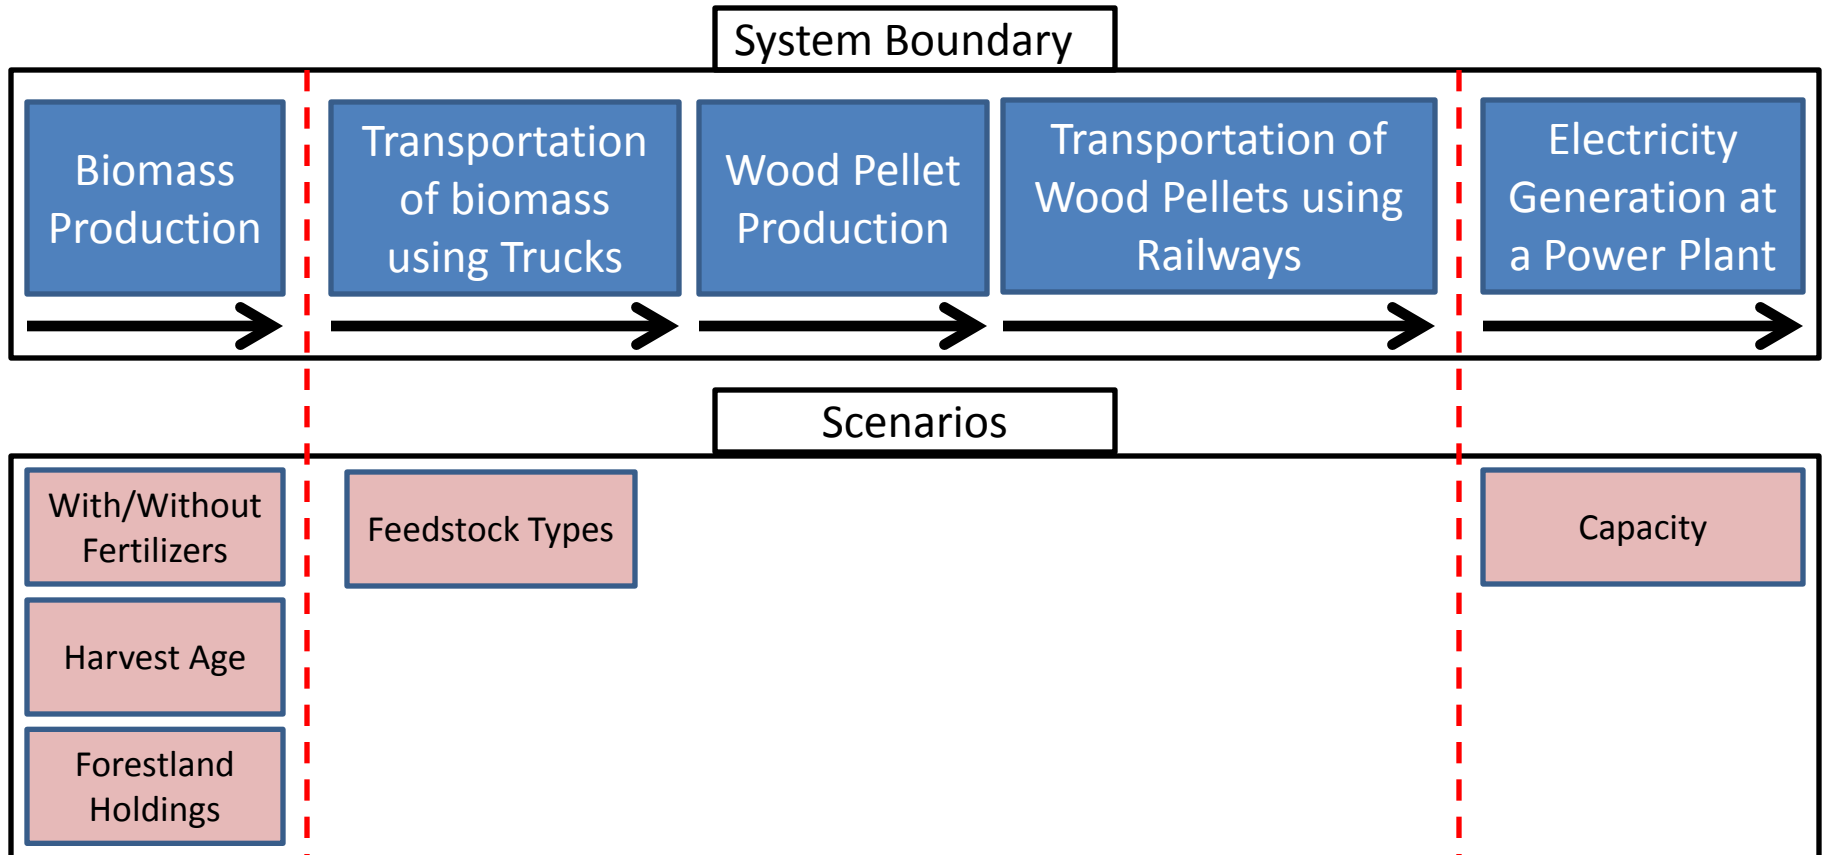 System Boundary
Biomass
Production
Transportation
of biomass
using Trucks
Wood Pellet
Production
Transportation of
Wood Pellets using
Railways
Electricity
Generation at
a Power Plant
Scenarios
With/Without
Fertilizers
Feedstock Types
Capacity
Harvest Age
Forestland
Holdings